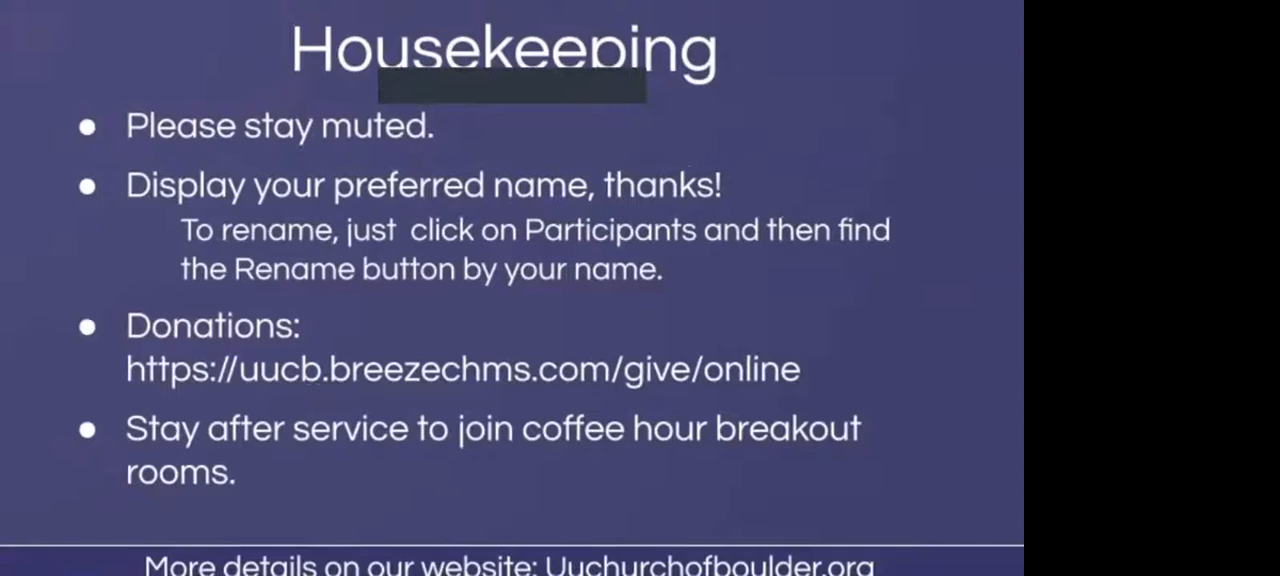 Housekeeping
● Please stay muted.
● Display your preferred name, thanks!
To rename, just click on Participants and then find
the Rename button by your name.
● Donations:
https://uucb.breezechms.com/give/online
● Stay after service to join coffee hour breakout
rooms.
More details on our website: Uuchurchofboulder.org